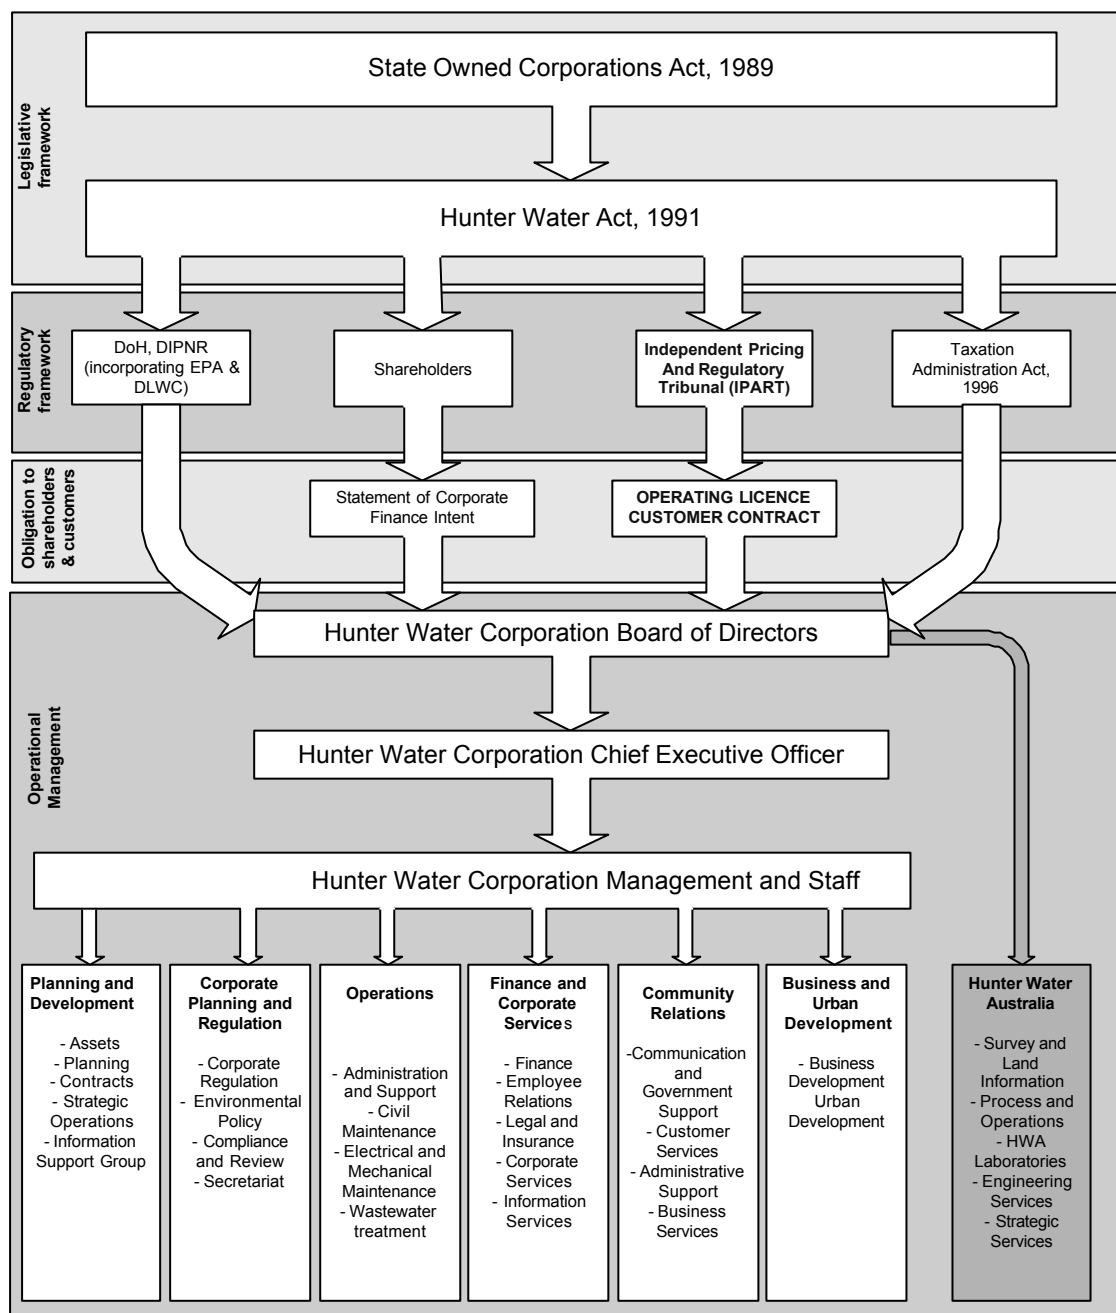 Legislative
framework
State Owned Corporations Act, 1989
Hunter Water Act, 1991
Regulatory
framework
DoH, DIPNR
(incorporating EPA &
DLWC)
Shareholders
Independent Pricing
And Regulatory
Tribunal (IPART)
Taxation
Administration Act,
1996
Obligation to
shareholders
& customers
Statement of Corporate
Finance Intent
OPERATING LICENCE
CUSTOMER CONTRACT
Operational
Management
Hunter Water Corporation Board of Directors
Hunter Water Corporation Chief Executive Officer
Hunter Water Corporation Management and Staff
Planning and
Development
- Assets
- Planning
- Contracts
- Strategic
Operations
- Information
Support Group
Corporate
Planning and
Regulation
- Corporate
Regulation
- Environmental
Policy
- Compliance
and Review
- Secretariat
Operations
- Administration
and Support
- Civil
Maintenance
- Electrical and
Mechanical
Maintenance
- Wastewater
treatment
Finance and
Corporate
Services
- Finance
- Employee
Relations
- Legal and
Insurance
- Corporate
Services
- Information
Services
Community
Relations
-Communication
and
Government
Support
- Customer
Services
- Administrative
Support
- Business
Services
Business and
Urban
Development
- Business
Development
Urban
Development
Hunter Water
Australia
- Survey and
Land
Information
- Process and
Operations
- HWA
Laboratories
- Engineering
Services
- Strategic
Services